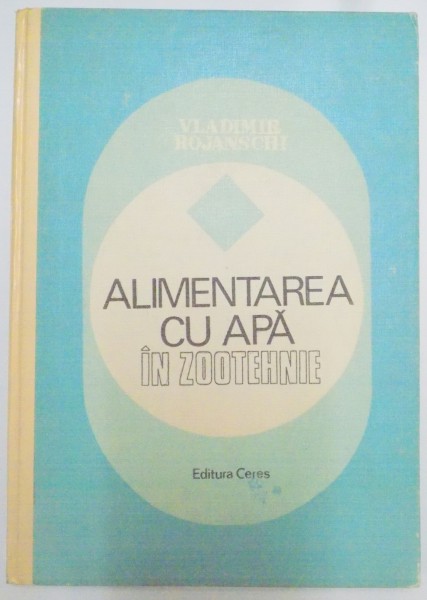 VLADIMIR
ROJANSCHI
ALIMENTAREA
CU APĂ
ÎN ZOOTEHNIE
Editura Ceres